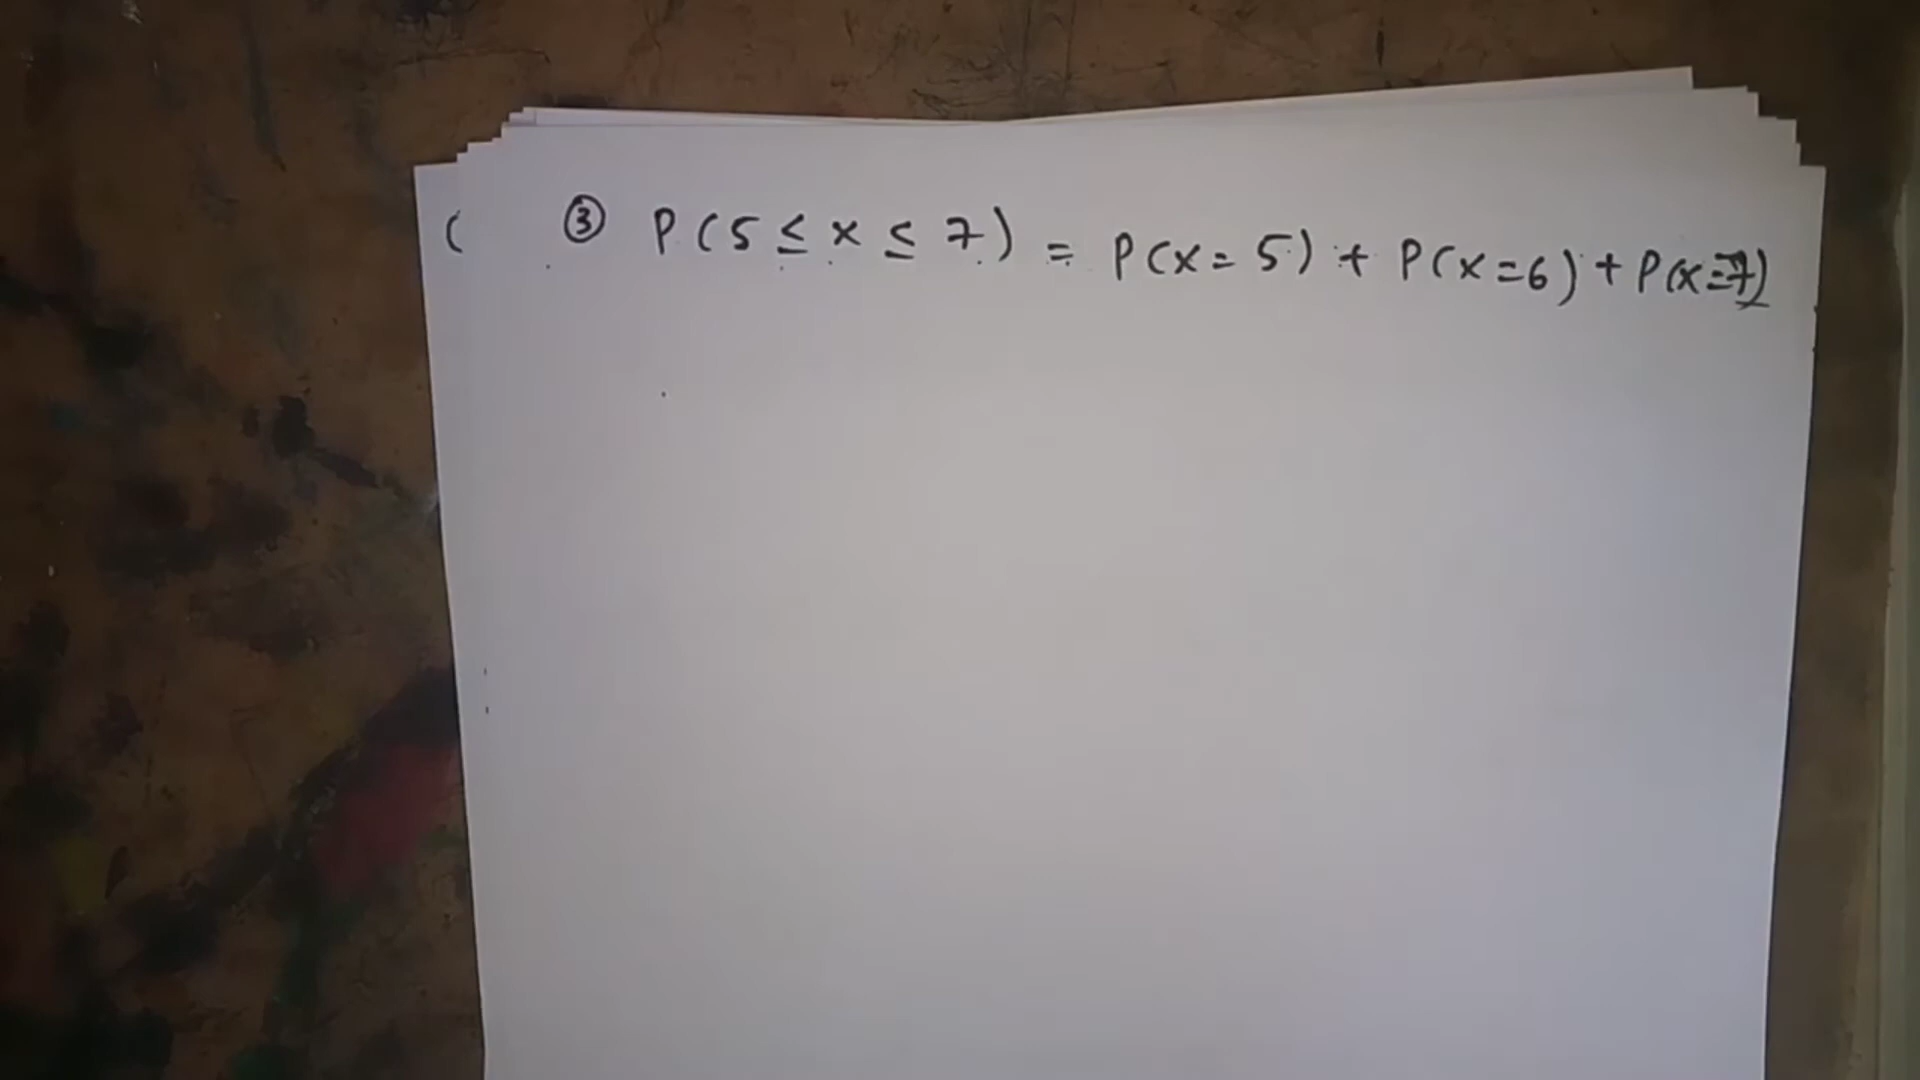 ( ③ P(5 ≤ x ≤ 7) = P(x = 5) + P(x = 6) + P(x = 7)